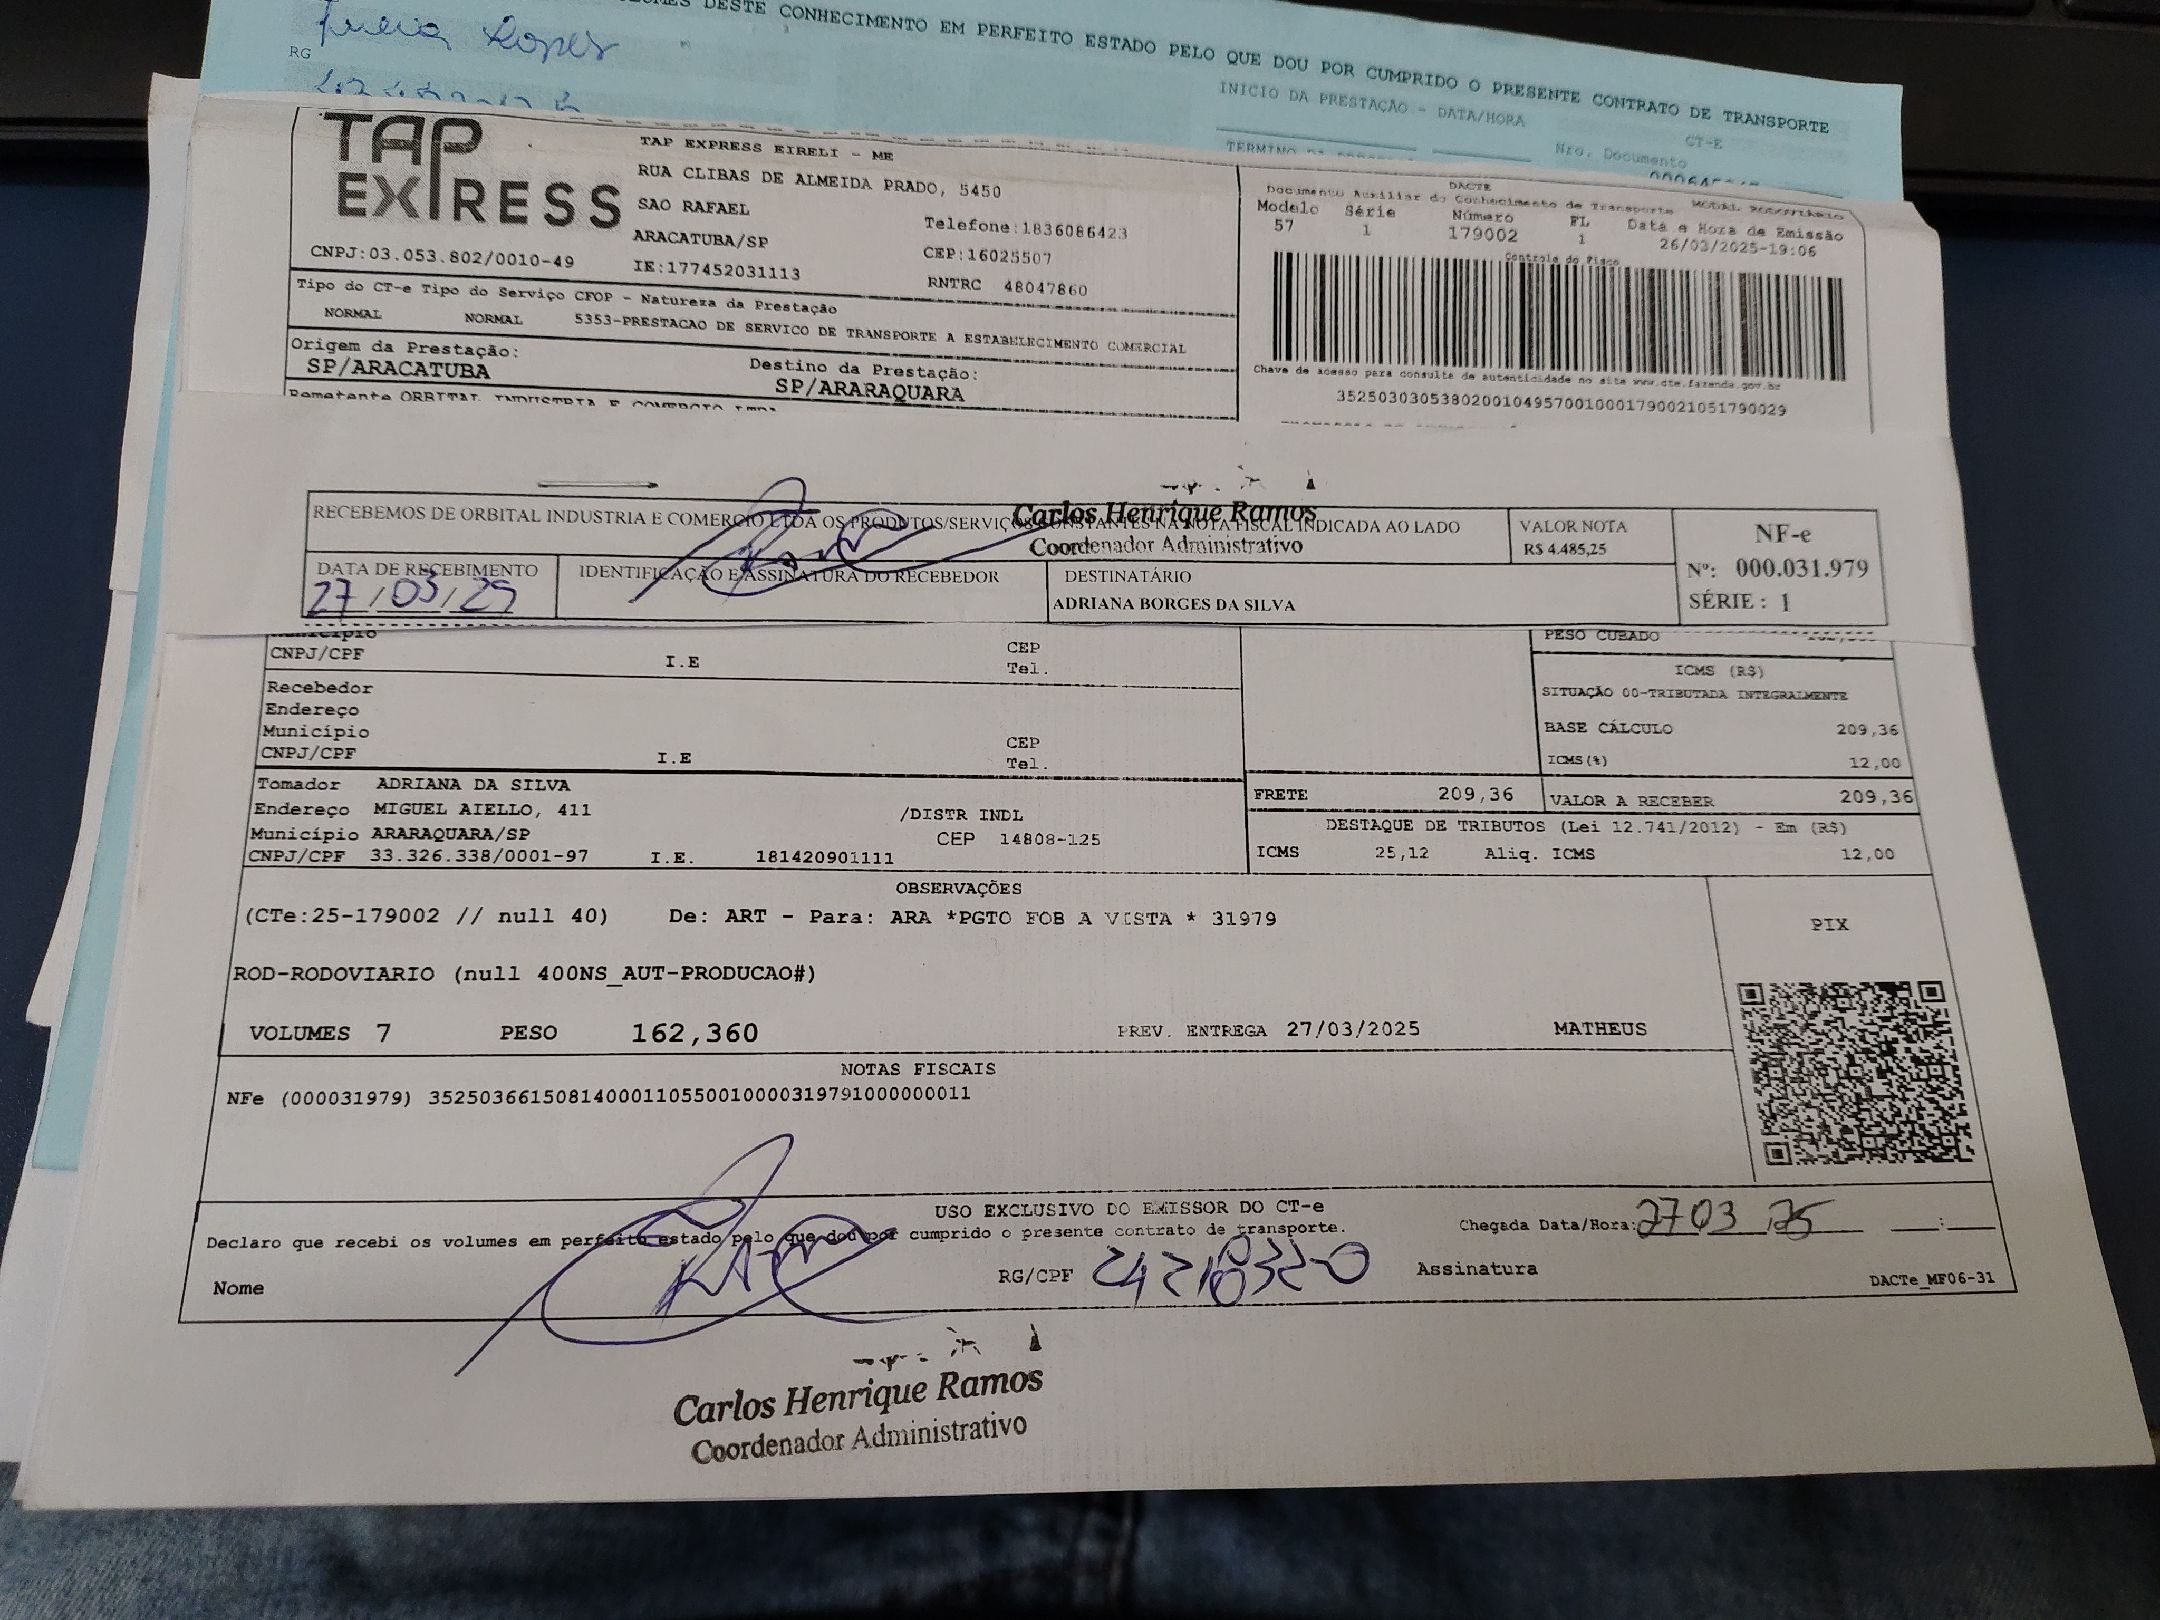 VOLUMES DESTE CONHECIMENTO EM PERFEITO ESTADO PELO QUE DOU POR CUMPRIDO O PRESENTE CONTRATO DE TRANSPORTE
RG
INICIO DA PRESTAÇÃO - DATA/HORA
CT-E
Nro. Documento
TAP
EXPRESS
CNPJ:03.053.802/0010-49
TAP EXPRESS EIRELI - ME
RUA CLIBAS DE ALMEIDA PRADO, 5450
SAO RAFAEL
ARACATUBA/SP
IE:177452031113
Telefone:1836086423
CEP:16025507
RNTRC 48047860
DACTE
Documento Auxiliar do Conhecimento de Transporte MODAL RODOVIÁRIO
Modelo Série Número FL Data e Hora de Emissão
57 1 179002 1 26/03/2025-19:06
Controle do Fisco
Tipo do CT-e Tipo do Serviço CFOP - Natureza da Prestação
NORMAL NORMAL 5353-PRESTACAO DE SERVICO DE TRANSPORTE A ESTABELECIMENTO COMERCIAL
Origem da Prestação:
SP/ARACATUBA
Destino da Prestação:
SP/ARARAQUARA
Chave de acesso para consulta de autenticidade no site www.cte.fazenda.gov.br
35250303053802001049570010001790021051790029
Remetente ORBITAL INDUSTRIA E COMERCIO LTDA
Carlos Henrique Ramos
Coordenador Administrativo
RECEBEMOS DE ORBITAL INDUSTRIA E COMERCIO LTDA OS PRODUTOS/SERVIÇOS CONSTANTES NA NOTA FISCAL INDICADA AO LADO
VALOR NOTA
R$ 4.485,25
NF-e
Nº: 000.031.979
SÉRIE : 1
DATA DE RECEBIMENTO
27/03/25
IDENTIFICAÇÃO E ASSINATURA DO RECEBEDOR
DESTINATÁRIO
ADRIANA BORGES DA SILVA
Município
CNPJ/CPF I.E CEP
Tel.
PESO CUBADO
Recebedor
Endereço
Município
CNPJ/CPF I.E CEP
Tel.
ICMS (R$)
SITUAÇÃO 00-TRIBUTADA INTEGRALMENTE
BASE CÁLCULO 209,36
ICMS(%) 12,00
Tomador ADRIANA DA SILVA
Endereço MIGUEL AIELLO, 411 /DISTR INDL
Município ARARAQUARA/SP CEP 14808-125
CNPJ/CPF 33.326.338/0001-97 I.E. 181420901111
FRETE 209,36 VALOR A RECEBER 209,36
DESTAQUE DE TRIBUTOS (Lei 12.741/2012) - Em (R$)
ICMS 25,12 Aliq. ICMS 12,00
OBSERVAÇÕES
(CTe:25-179002 // null 40) De: ART - Para: ARA *PGTO FOB A VISTA * 31979
PIX
ROD-RODOVIARIO (null 400NS_AUT-PRODUCAO#)
VOLUMES 7 PESO 162,360 PREV. ENTREGA 27/03/2025 MATHEUS
NOTAS FISCAIS
NFe (000031979) 35250366150814000110550010000319791000000011
USO EXCLUSIVO DO EMISSOR DO CT-e
Declaro que recebi os volumes em perfeito estado pelo que dou por cumprido o presente contrato de transporte.
Chegada Data/Hora: 27 03 25
Nome RG/CPF Assinatura
DACTe_MF06-31
Carlos Henrique Ramos
Coordenador Administrativo